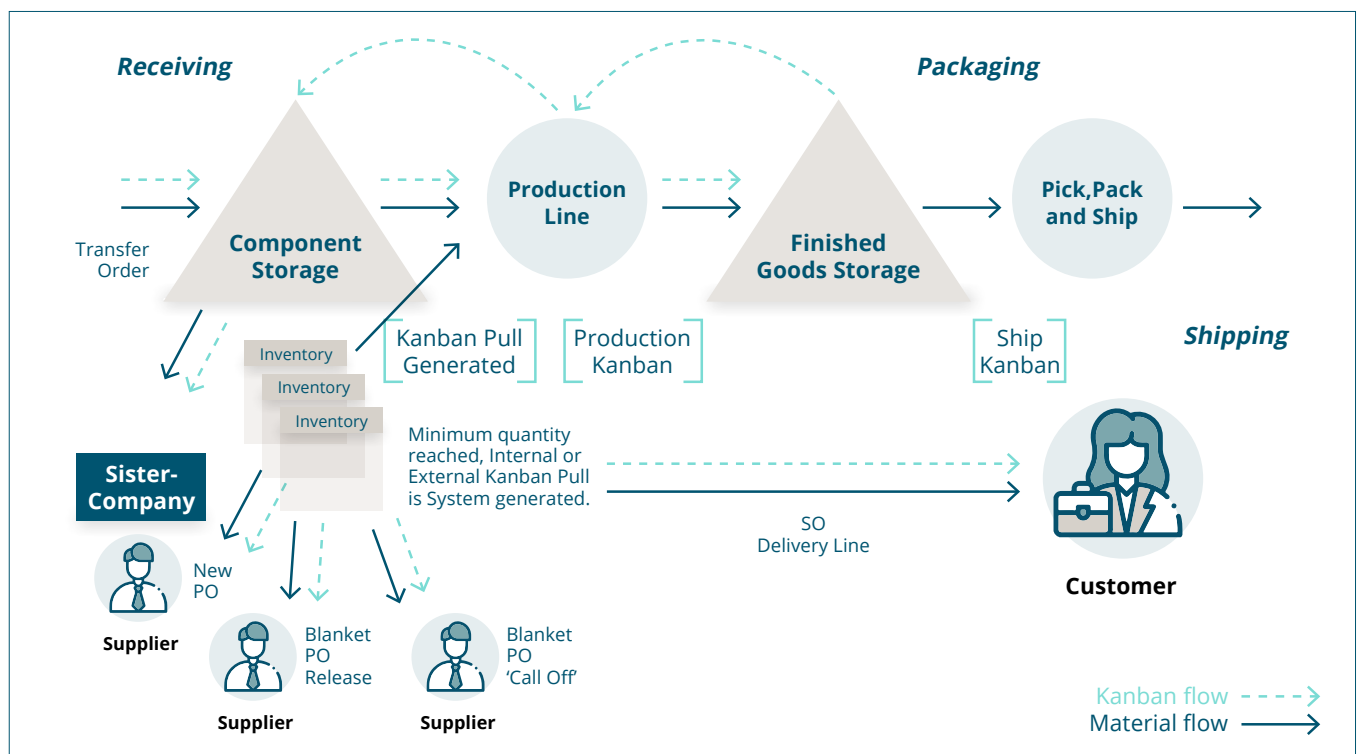 Receiving
Packaging
Production
Line
Pick,Pack
and Ship
Component
Storage
Finished
Goods Storage
Transfer
Order
Kanban Pull
Generated
Production
Kanban
Ship
Kanban
Shipping
Inventory
Inventory
Inventory
Minimum quantity
reached, Internal or
External Kanban Pull
is System generated.
Sister-
Company
SO
Delivery Line
New
PO
Supplier
Customer
Blanket
PO
Release
Supplier
Blanket
PO
‘Call Off’
Supplier
Kanban flow
Material flow